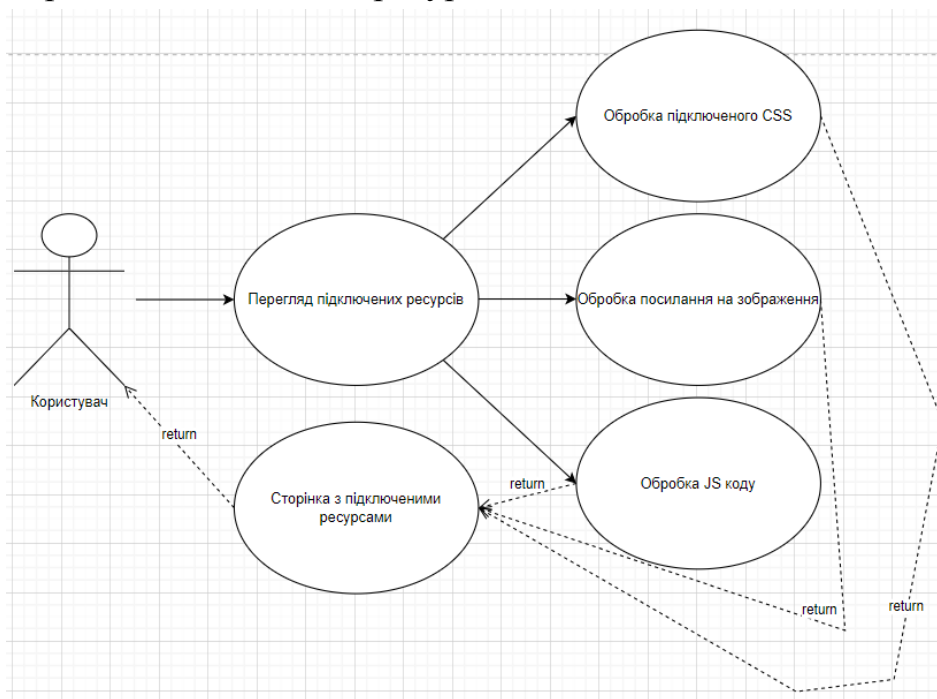 Обробка підключеного CSS
Перегляд підключених ресурсів
Обробка посилання на зображення
Користувач
return
Сторінка з підключеними
ресурсами
return
Обробка JS коду
return
return